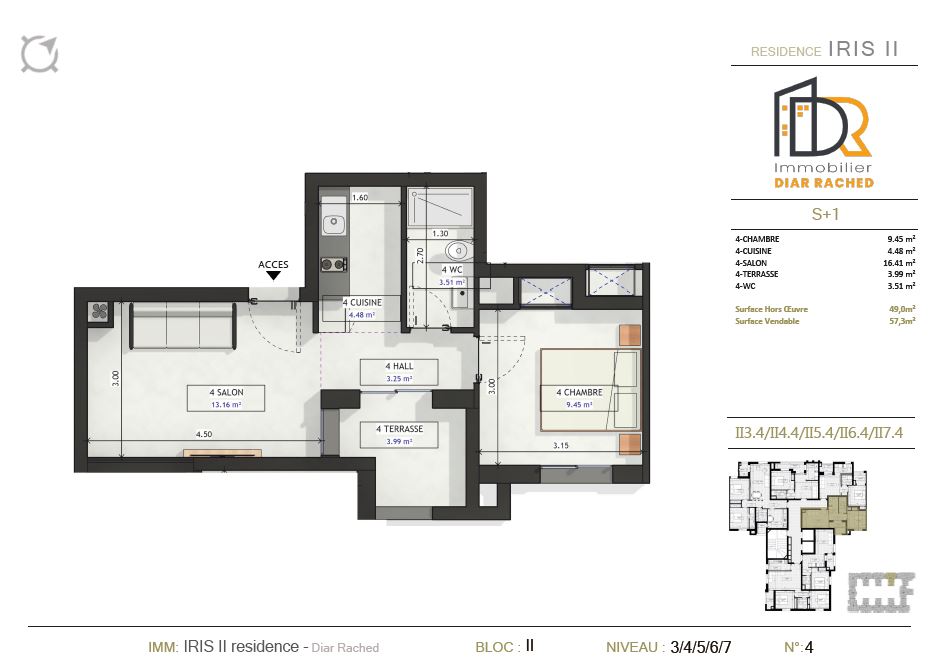 RESIDENCE IRIS II
DR
Immobilier
DIAR RACHED
S+1
4-CHAMBRE 9.45 m²
4-CUISINE 4.48 m²
4-SALON 16.41 m²
4-TERRASSE 3.99 m²
4-WC 3.51 m²
Surface Hors Œuvre 49,0m²
Surface Vendable 57,3m²
II3.4/II4.4/II5.4/II6.4/II7.4
ACCES
1.60
1.30
2.70
4 WC
3.51 m²
4 CUISINE
4.48 m²
3.00
4 HALL
3.25 m²
4 SALON
13.16 m²
4.50
4 TERRASSE
3.99 m²
3.00
4 CHAMBRE
9.45 m²
3.15
IMM: IRIS II residence - Diar Rached BLOC : II NIVEAU : 3/4/5/6/7 N°:4